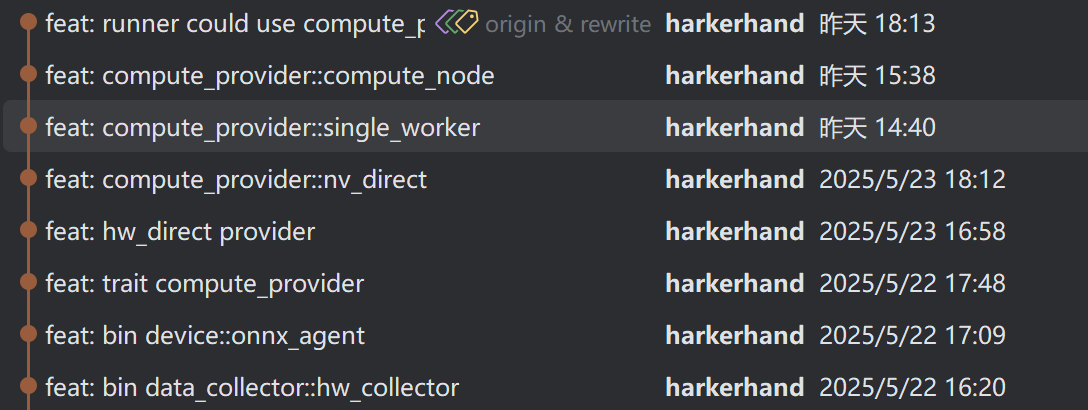 feat: runner could use compute_p origin & rewrite harkerhand 昨天 18:13
feat: compute_provider::compute_node harkerhand 昨天 15:38
feat: compute_provider::single_worker harkerhand 昨天 14:40
feat: compute_provider::nv_direct harkerhand 2025/5/23 18:12
feat: hw_direct provider harkerhand 2025/5/23 16:58
feat: trait compute_provider harkerhand 2025/5/22 17:48
feat: bin device::onnx_agent harkerhand 2025/5/22 17:09
feat: bin data_collector::hw_collector harkerhand 2025/5/22 16:20